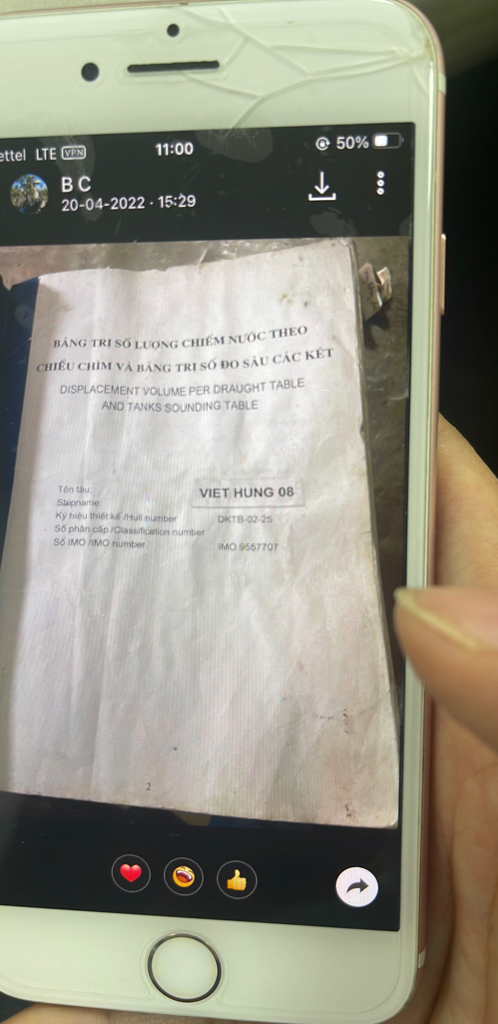 ettel LTE VPN
11:00
50%
B C
20-04-2022 · 15:29
BẢNG TRỊ SỐ LƯỢNG CHIẾM NƯỚC THEO
CHIỀU CHÌM VÀ BẢNG TRỊ SỐ ĐO SÂU CÁC KÉT
DISPLACEMENT VOLUME PER DRAUGHT TABLE
AND TANKS SOUNDING TABLE
Tên tàu:
Shipname:
VIET HUNG 08
Ký hiệu thiết kế /Hull number DKTB-02-25
Số phân cấp /Classification number
Số IMO /IMO number. IMO 9557707
2